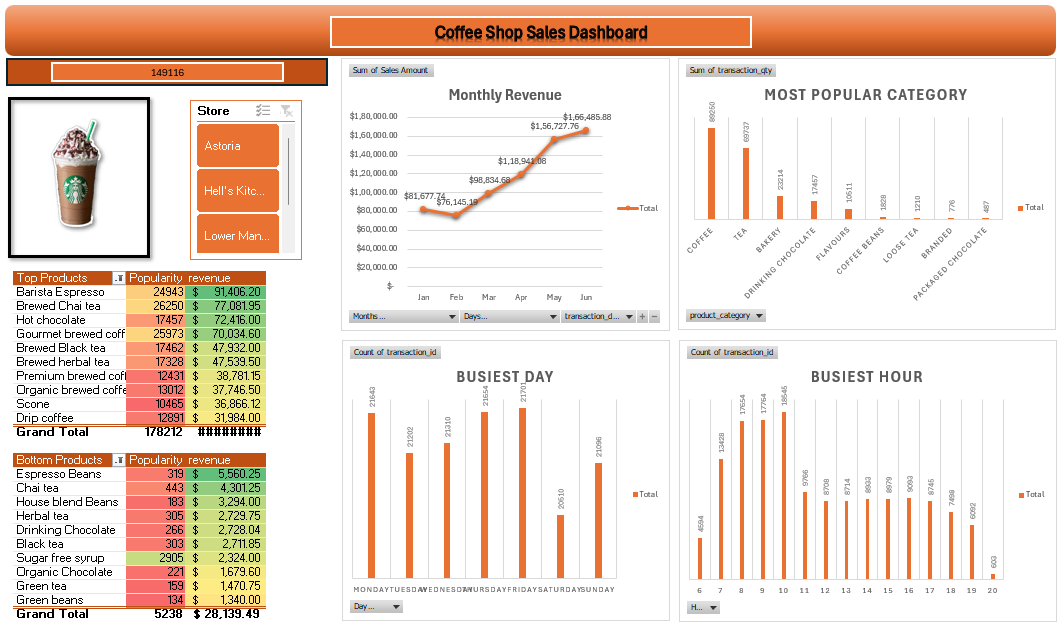 Coffee Shop Sales Dashboard
149116
Store
Astoria
Hell's Kitc...
Lower Man...
Top Products Popularity revenue
Barista Espresso 24943 $ 91,406.20
Brewed Chai tea 26250 $ 77,081.95
Hot chocolate 17457 $ 72,416.00
Gourmet brewed coff 25973 $ 70,034.60
Brewed Black tea 17462 $ 47,932.00
Brewed herbal tea 17328 $ 47,539.50
Premium brewed cof 12431 $ 38,781.15
Organic brewed coffe 13012 $ 37,746.50
Scone 10465 $ 36,866.12
Drip coffee 12891 $ 31,984.00
Grand Total 178212 ########
Bottom Products Popularity revenue
Espresso Beans 319 $ 5,560.25
Chai tea 443 $ 4,301.25
House blend Beans 183 $ 3,294.00
Herbal tea 305 $ 2,729.75
Drinking Chocolate 266 $ 2,728.04
Black tea 303 $ 2,711.85
Sugar free syrup 2905 $ 2,324.00
Organic Chocolate 221 $ 1,679.60
Green tea 159 $ 1,470.75
Green beans 134 $ 1,340.00
Grand Total 5238 $ 28,139.49
Sum of Sales Amount
Monthly Revenue
$1,80,000.00
$1,60,000.00
$1,40,000.00
$1,20,000.00
$1,00,000.00
$80,000.00
$60,000.00
$40,000.00
$20,000.00
$-
$81,677.74
$76,145.19
$98,834.68
$1,18,941.08
$1,56,727.76
$1,66,485.88
Jan Feb Mar Apr May Jun
Total
Months... Days... transaction_d... + −
Sum of transaction_qty
MOST POPULAR CATEGORY
89250 69737 23214 17457 10511 1828 1210 776 487
COFFEE
TEA
BAKERY
DRINKING CHOCOLATE
FLAVOURS
COFFEE BEANS
LOOSE TEA
BRANDED
PACKAGED CHOCOLATE
Total
product_category
Count of transaction_id
BUSIEST DAY
21643 21202 21310 21654 21701 20510 21096
MONDAY TUESDAY WEDNESDAY THURSDAY FRIDAY SATURDAY SUNDAY
Total
Day...
Count of transaction_id
BUSIEST HOUR
4594 13428 17654 17764 18545 9766 8708 8714 8933 8979 9093 8745 7498 6092 603
6 7 8 9 10 11 12 13 14 15 16 17 18 19 20
Total
H...